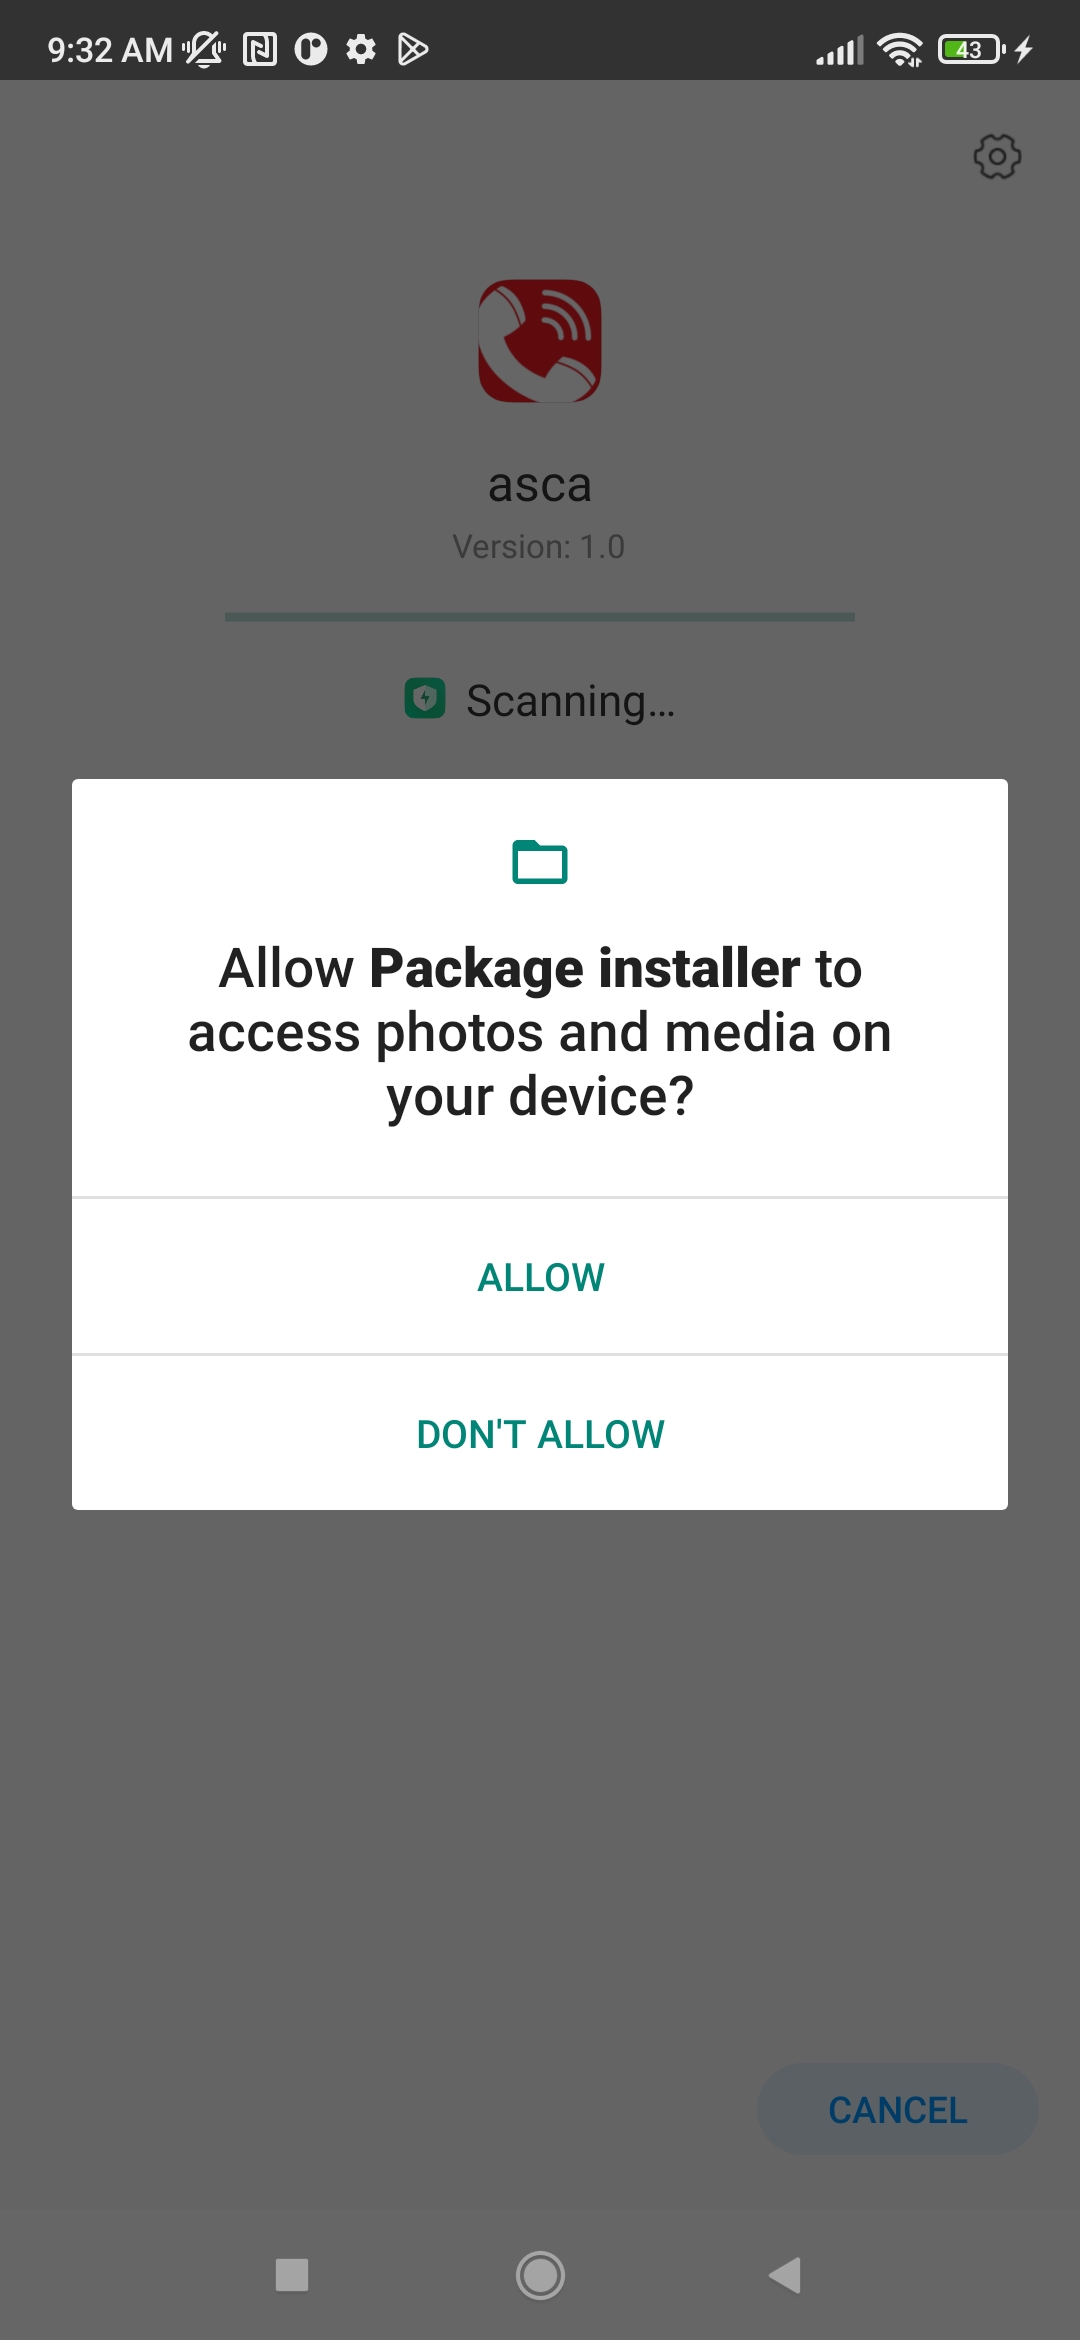 9:32 AM
43
asca
Version: 1.0
Scanning...
Allow Package installer to
access photos and media on
your device?
ALLOW
DON'T ALLOW
CANCEL